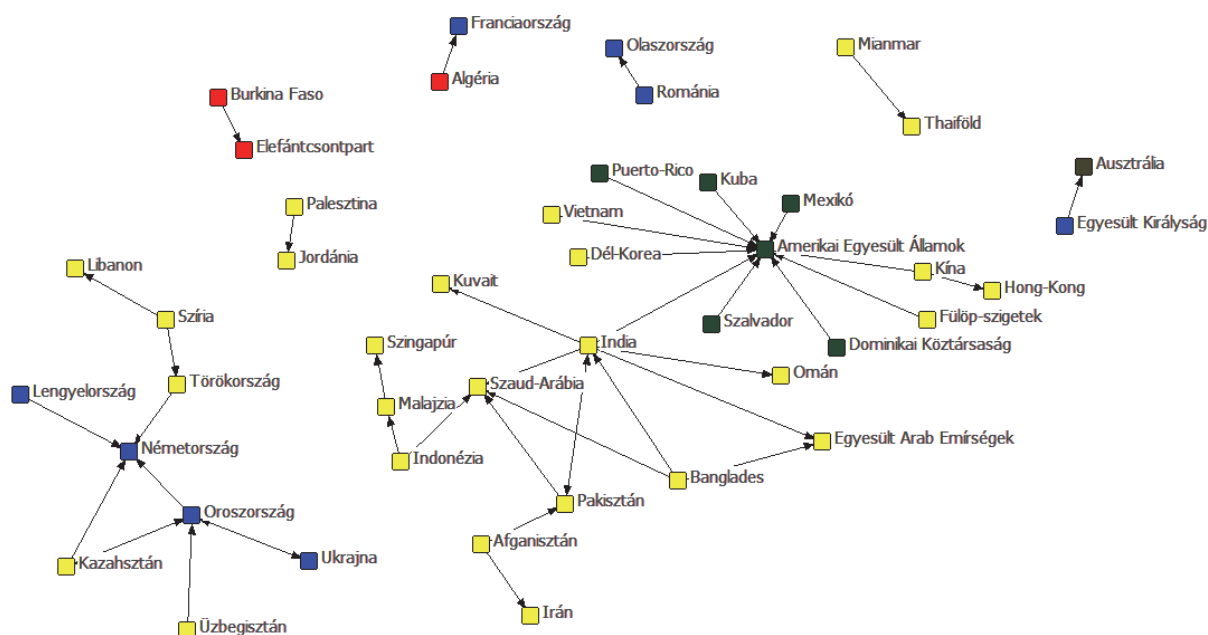 Franciaország
Olaszország
Mianmar
Algéria
Románia
Burkina Faso
Thaiföld
Elefántcsontpart
Ausztrália
Puerto-Rico
Kuba
Mexikó
Palesztina
Vietnam
Egyesült Királyság
Amerikai Egyesült Államok
Dél-Korea
Jordánia
Libanon
Kína
Kuvait
Hong-Kong
Szíria
Szalvador
Fülöp-szigetek
Szingapúr
India
Dominikai Köztársaság
Omán
Törökország
Szaud-Arábia
Lengyelország
Malajzia
Egyesült Arab Emírségek
Németország
Indonézia
Banglades
Pakisztán
Oroszország
Afganisztán
Ukrajna
Kazahsztán
Irán
Üzbegisztán